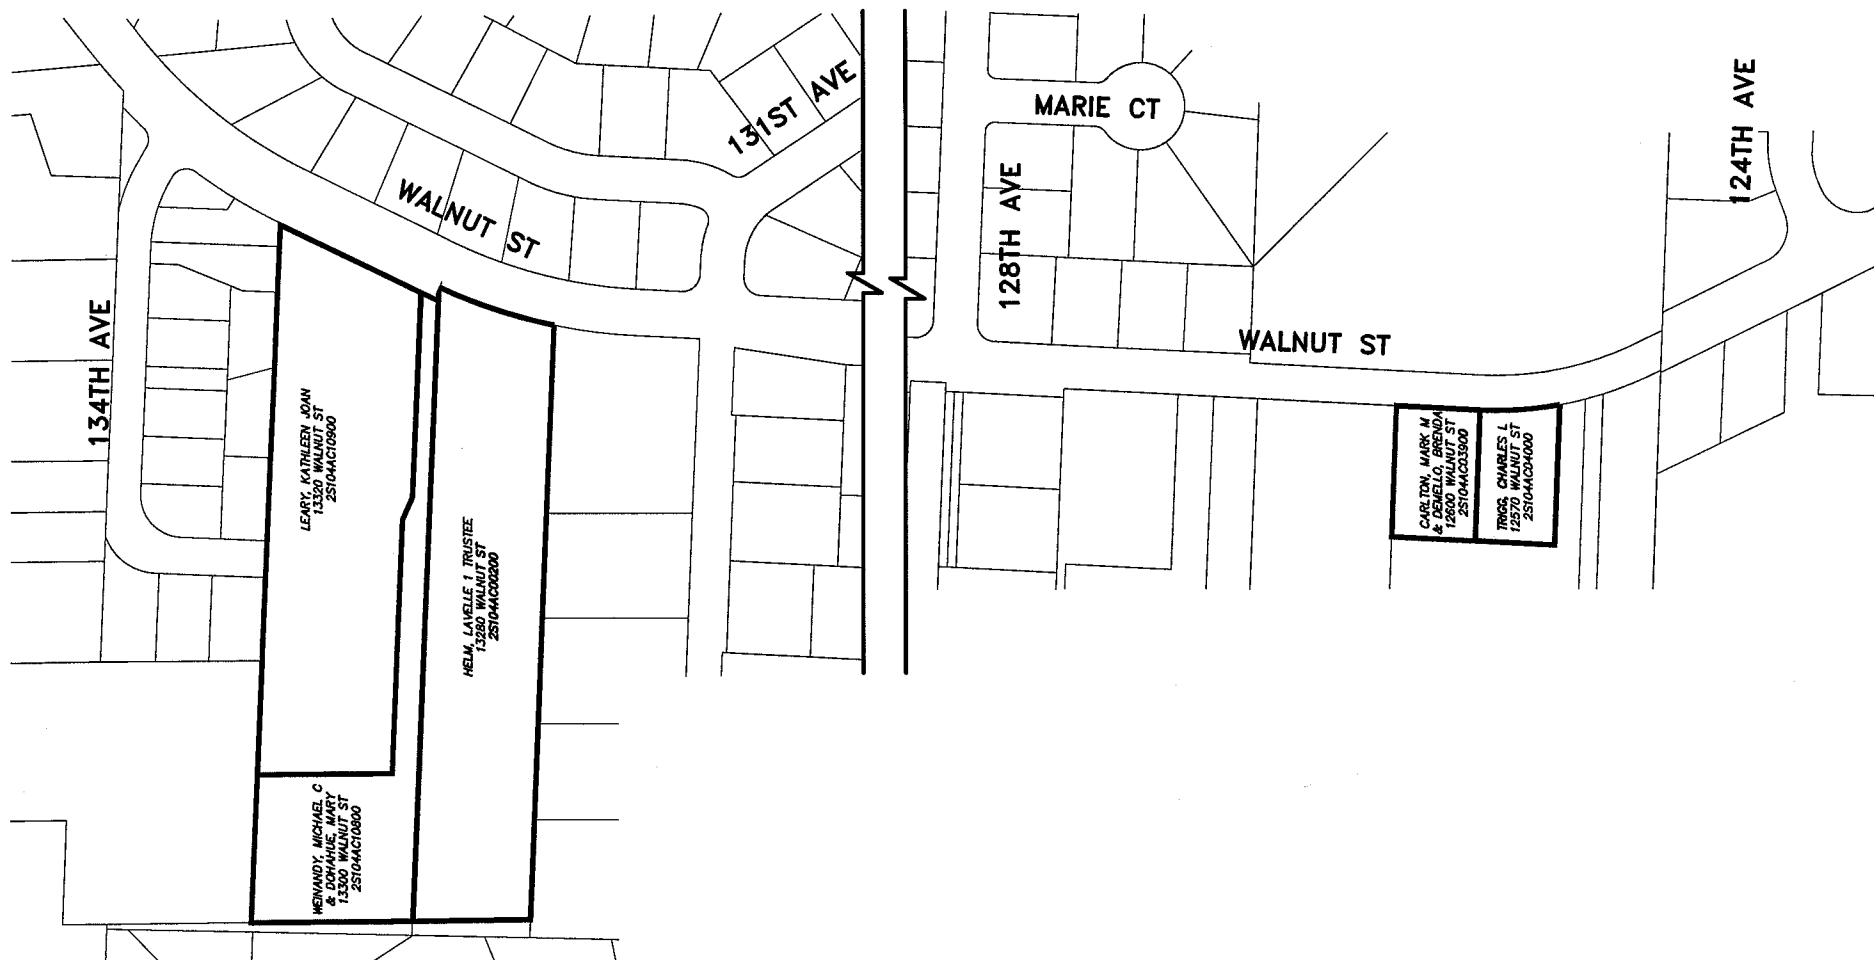 131ST AVE
WALNUT ST
134TH AVE
MARIE CT
128TH AVE
124TH AVE
WALNUT ST
LEARY, KATHLEEN JOAN
13320 WALNUT ST
2S104AC10900
HELM, LAVELLE 1 TRUSTEE
13280 WALNUT ST
2S104AC00200
WEINANDY, MICHAEL C
& DONAHUE, MARY
13300 WALNUT ST
2S104AC10800
CARLTON, MARK M
& DEMELLO, BRENDA
12600 WALNUT ST
2S104AC03900
TRIGG, CHARLES L
12570 WALNUT ST
2S104AC04000